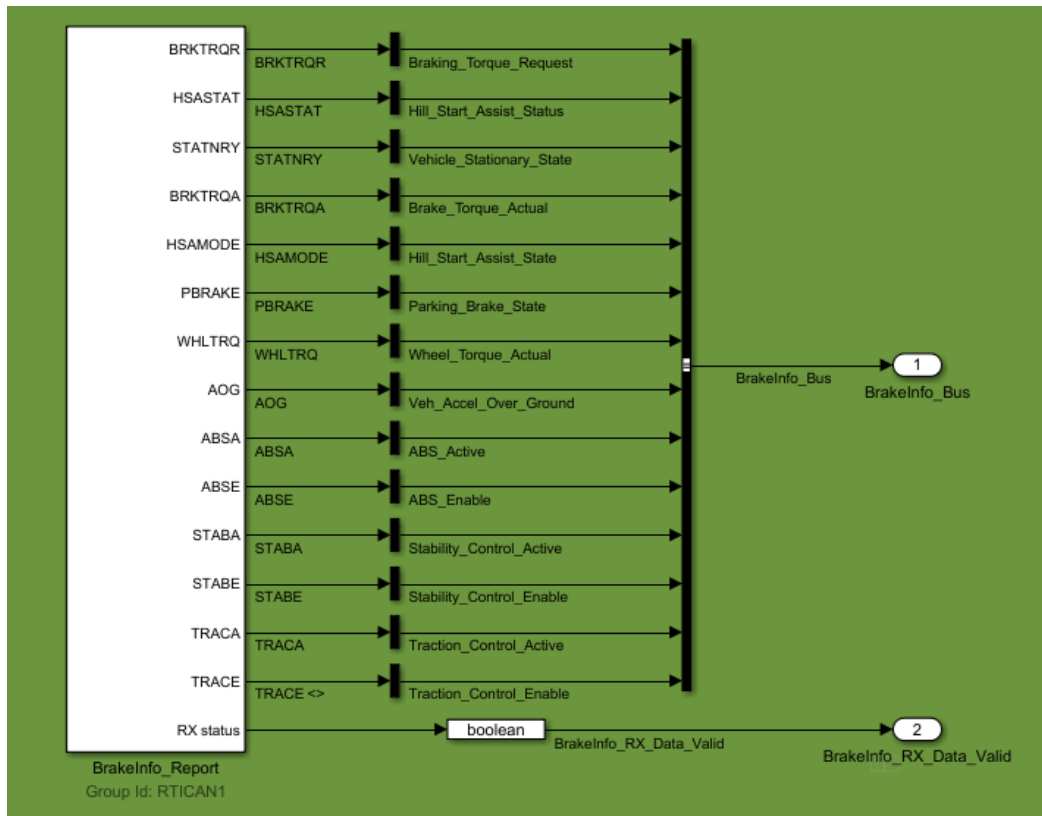 BRKTRQR
BRKTRQR
Braking_Torque_Request
HSASTAT
HSASTAT
Hill_Start_Assist_Status
STATNRY
STATNRY
Vehicle_Stationary_State
BRKTRQA
BRKTRQA
Brake_Torque_Actual
HSAMODE
HSAMODE
Hill_Start_Assist_State
PBRAKE
PBRAKE
Parking_Brake_State
WHLTRQ
WHLTRQ
Wheel_Torque_Actual
AOG
AOG
Veh_Accel_Over_Ground
ABSA
ABSA
ABS_Active
ABSE
ABSE
ABS_Enable
STABA
STABA
Stability_Control_Active
STABE
STABE
Stability_Control_Enable
TRACA
TRACA
Traction_Control_Active
TRACE
TRACE <>
Traction_Control_Enable
BrakeInfo_Bus
1
BrakeInfo_Bus
RX status
boolean
BrakeInfo_RX_Data_Valid
2
BrakeInfo_RX_Data_Valid
BrakeInfo_Report
Group Id: RTICAN1